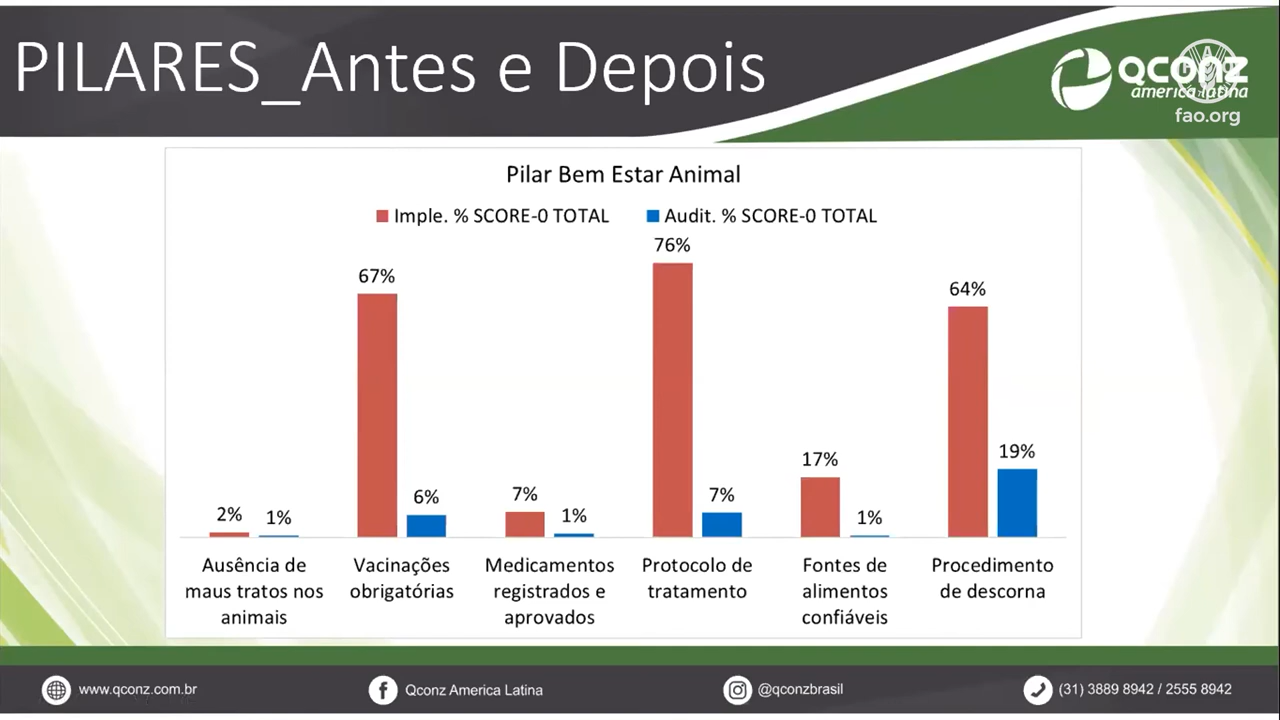 PILARES_Antes e Depois
QCONZ
america latina
fao.org
Pilar Bem Estar Animal
Imple. % SCORE-0 TOTAL
Audit. % SCORE-0 TOTAL
67%
6%
2%
1%
7%
1%
76%
7%
17%
1%
64%
19%
Ausência de
maus tratos nos
animais
Vacinações
obrigatórias
Medicamentos
registrados e
aprovados
Protocolo de
tratamento
Fontes de
alimentos
confiáveis
Procedimento
de descorna
www.qconz.com.br
Qconz America Latina
@qconzbrasil
(31) 3889 8942 / 2555 8942